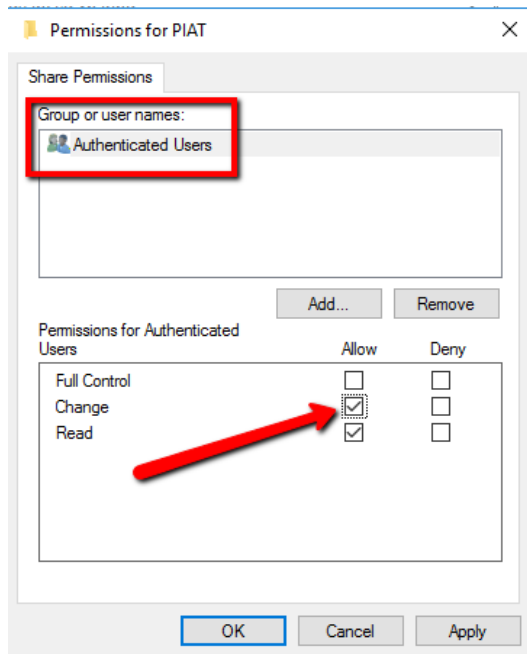 Permissions for PIAT
Share Permissions
Group or user names:
Authenticated Users
Add... Remove
Permissions for Authenticated
Users Allow Deny
Full Control
Change
Read
OK Cancel Apply